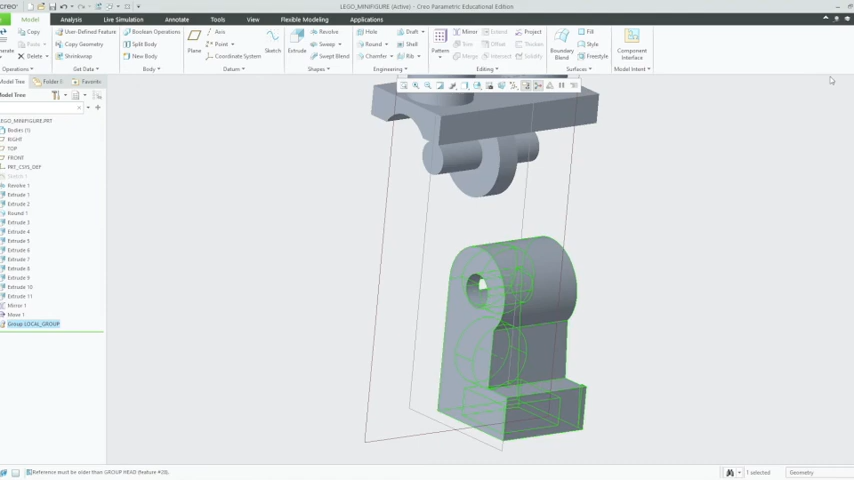 creo
LEGO_MINIFIGURE (Active) - Creo Parametric Educational Edition
Model Analysis Live Simulation Annotate Tools View Flexible Modeling Applications
Copy User-Defined Feature Boolean Operations Axis Revolve Hole Draft Mirror Extend Project Fill
Paste Copy Geometry Split Body Point Sweep Round Shell Offset Trim Thicken Style
Delete Shrinkwrap New Body Coordinate System Swept Blend Chamfer Rib Intersect Merge Solidify Freestyle
Plane Sketch Extrude Pattern Boundary Blend Component Interface
Operations Get Data Body Datum Shapes Engineering Editing Surfaces Model Intent
Model Tree Folder Favorite
Model Tree
LEGO_MINIFIGURE.PRT
Bodies (1)
RIGHT
TOP
FRONT
PRT_CSYS_DEF
Sketch 1
Revolve 1
Extrude 1
Extrude 2
Round 1
Extrude 3
Extrude 4
Extrude 5
Extrude 6
Extrude 7
Extrude 8
Extrude 9
Extrude 10
Extrude 11
Mirror 1
Move 1
Group LOCAL_GROUP
Reference must be older than GROUP HEAD (feature #20).
1 selected
Geometry